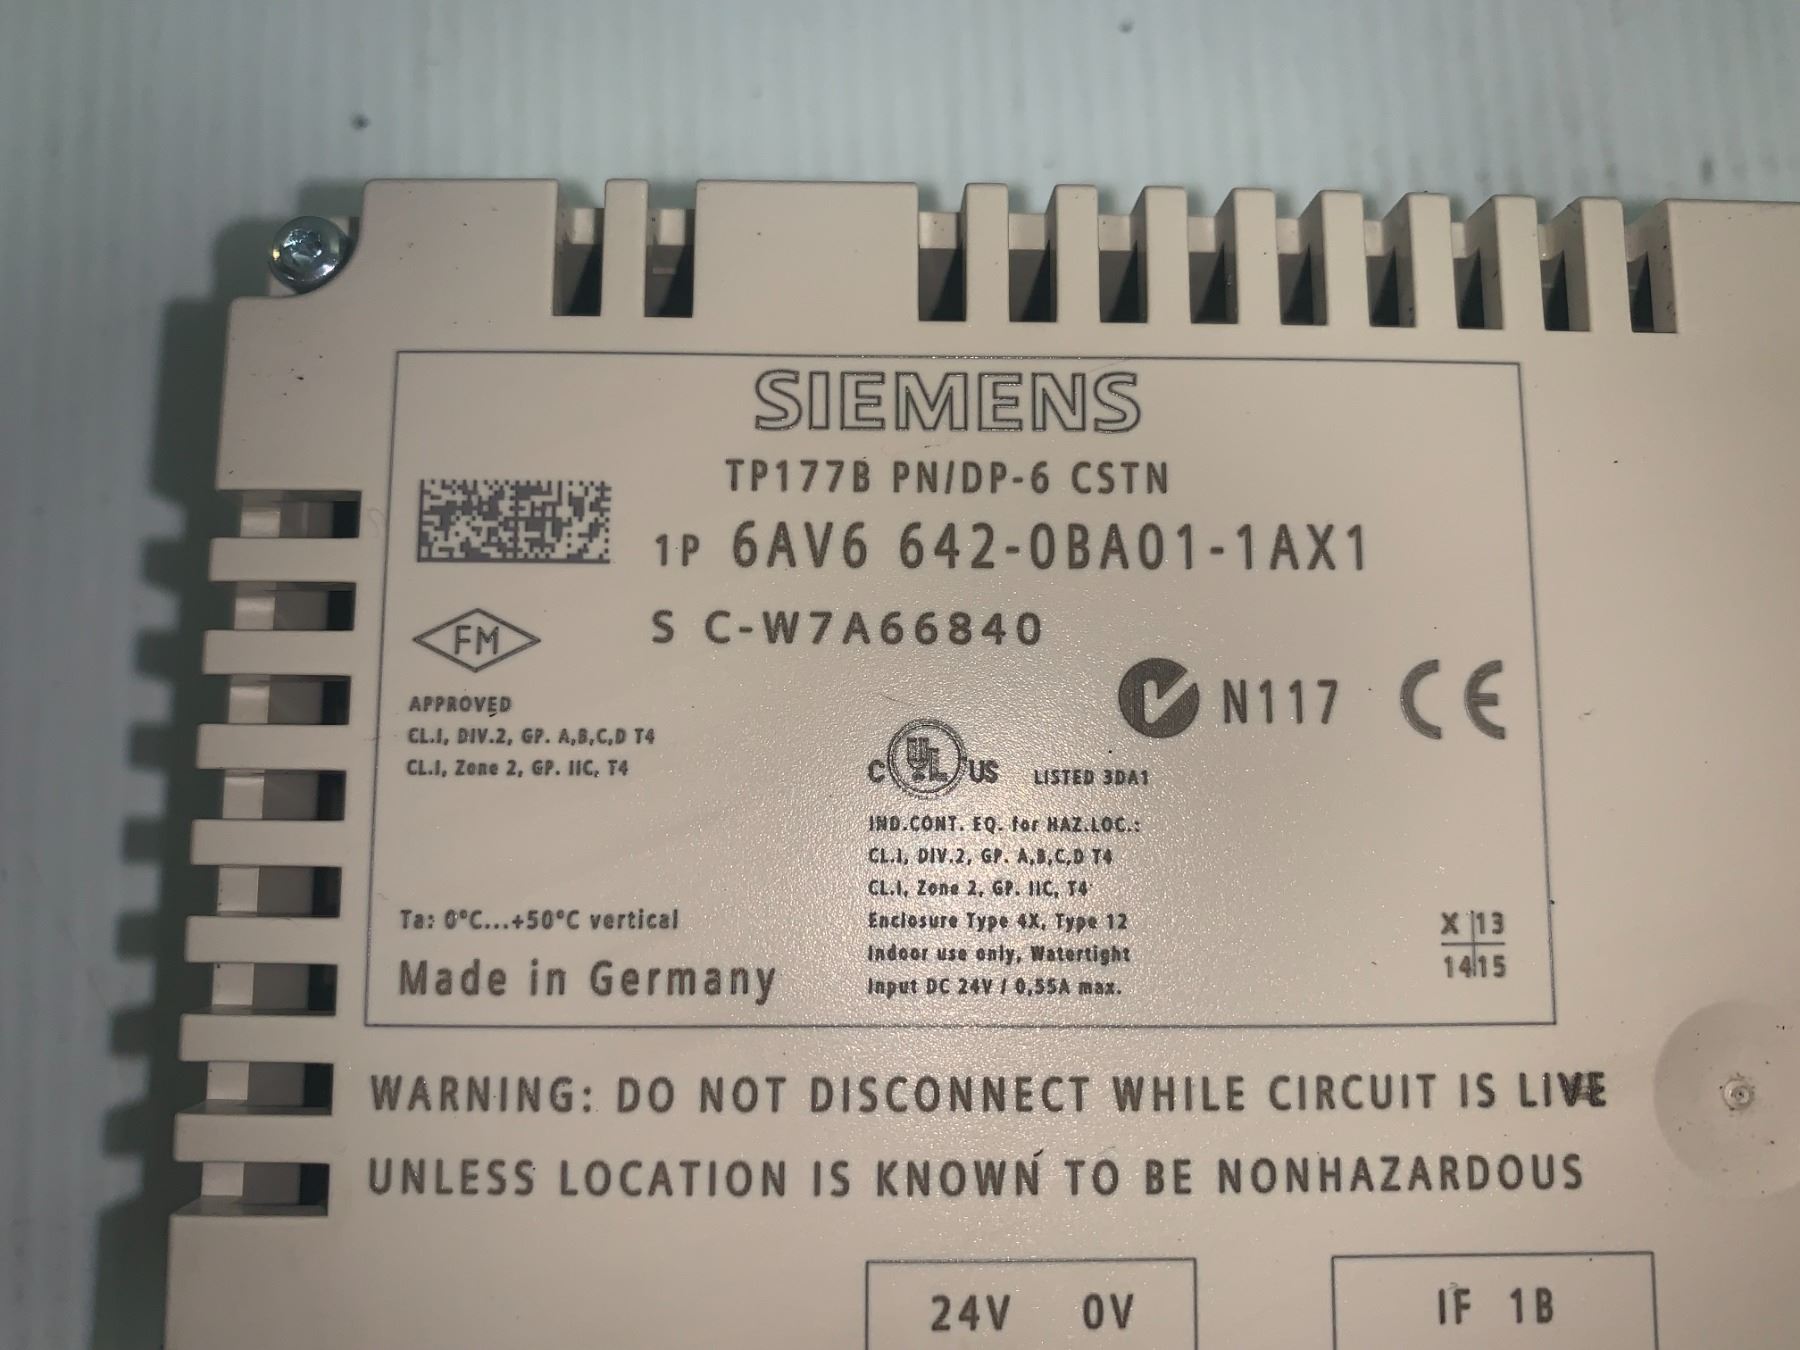 SIEMENS
TP177B PN/DP-6 CSTN
1P 6AV6 642-0BA01-1AX1
S C-W7A66840
FM
APPROVED
CL.I, DIV.2, GP. A,B,C,D T4
CL.I, Zone 2, GP. IIC, T4
N117 CE
C UL US LISTED 3DA1
IND.CONT. EQ. for HAZ.LOC.:
CL.I, DIV.2, GP. A,B,C,D T4
CL.I, Zone 2, GP. IIC, T4
Enclosure Type 4X, Type 12
Indoor use only, Watertight
Input DC 24V / 0,55A max.
Ta: 0°C...+50°C vertical
Made in Germany
X 13
14 15
WARNING: DO NOT DISCONNECT WHILE CIRCUIT IS LIVE
UNLESS LOCATION IS KNOWN TO BE NONHAZARDOUS
24V 0V
IF 1B